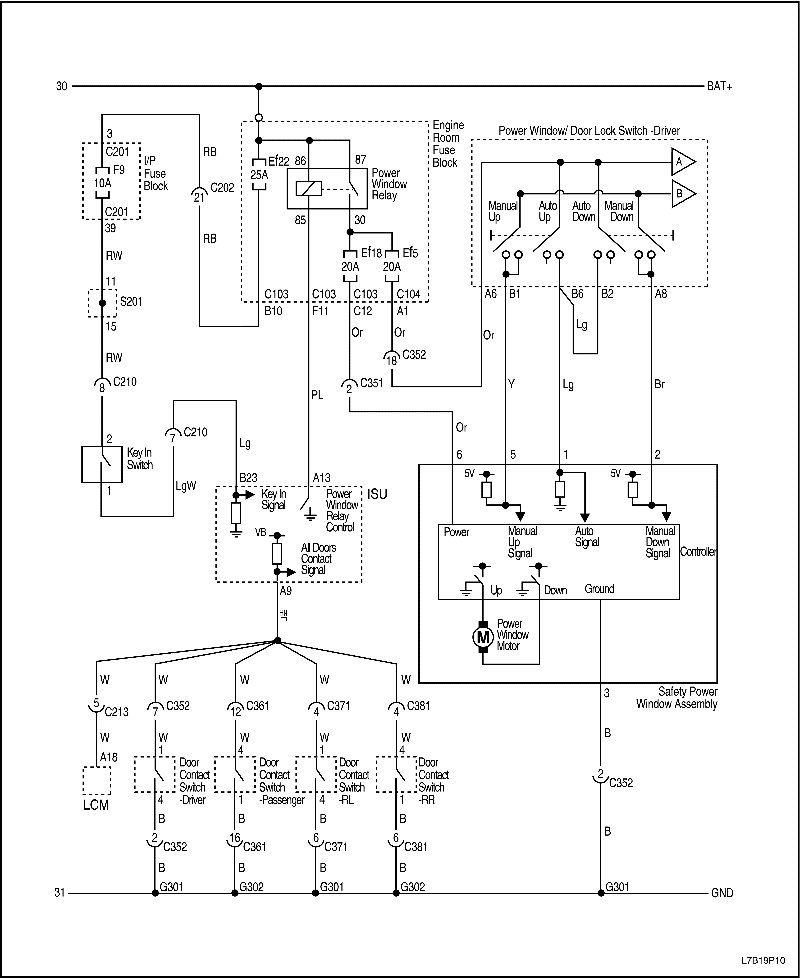 30
BAT+
3
C201
F9
10A
I/P
Fuse
Block
C201
39
RW
11
S201
15
RW
8
C210
2
Key In
Switch
1
LgW
7
C210
Lg
RB
21
C202
RB
Engine
Room
Fuse
Block
Ef22
25A
86
87
Power
Window
Relay
85
30
Ef18
20A
Ef5
20A
C103
C103
C103
C104
B10
F11
C12
A1
Or
Or
18
C352
2
C351
PL
Or
Power Window/ Door Lock Switch -Driver
A
B
Manual
Up
Auto
Up
Auto
Down
Manual
Down
A6
B1
B6
B2
A8
Lg
Or
Y
Lg
Br
6
5
1
2
B23
A13
ISU
Key In
Signal
Power
Window
Relay
Control
VB
All Doors
Contact
Signal
A9
5V
5V
Power
Manual
Up
Signal
Auto
Signal
Manual
Down
Signal
Controller
Up
Down
Ground
M
Power
Window
Motor
3
Safety Power
Window Assembly
B
2
C352
B
W
W
W
W
W
5
C213
7
C352
12
C361
4
C371
4
C381
W
W
W
W
W
A18
1
4
1
4
LCM
Door
Contact
Switch
-Driver
Door
Contact
Switch
-Passenger
Door
Contact
Switch
-RL
Door
Contact
Switch
-RR
4
1
4
1
B
B
B
B
2
C352
16
C361
6
C371
6
C381
B
B
B
B
31
G301
G302
G301
G302
G301
GND
L7B19P10